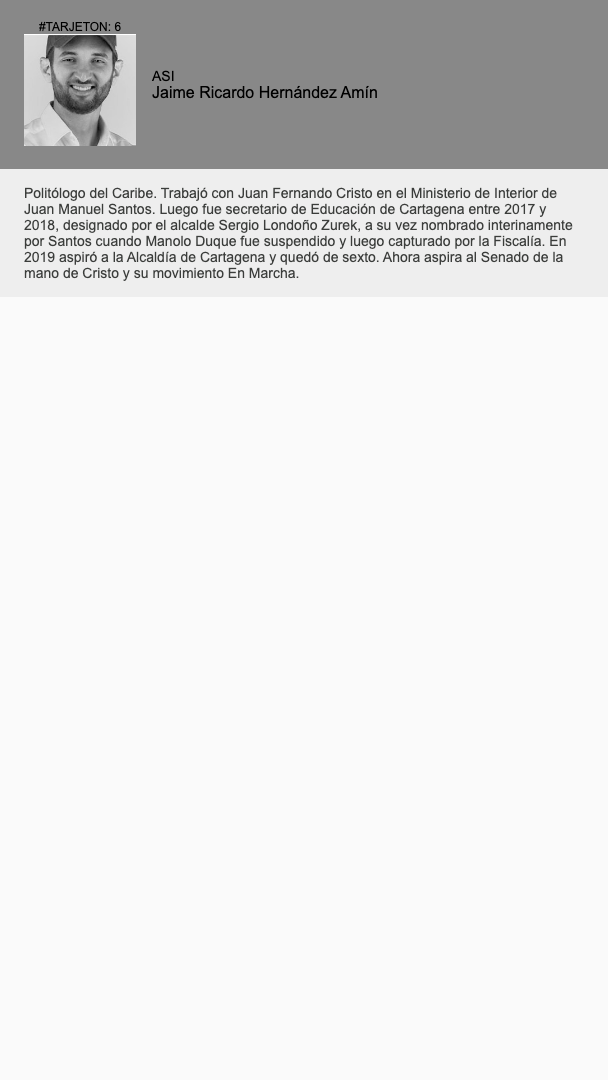 #TARJETON: 6
ASI
Jaime Ricardo Hernández Amín
Politólogo del Caribe. Trabajó con Juan Fernando Cristo en el Ministerio de Interior de
Juan Manuel Santos. Luego fue secretario de Educación de Cartagena entre 2017 y
2018, designado por el alcalde Sergio Londoño Zurek, a su vez nombrado interinamente
por Santos cuando Manolo Duque fue suspendido y luego capturado por la Fiscalía. En
2019 aspiró a la Alcaldía de Cartagena y quedó de sexto. Ahora aspira al Senado de la
mano de Cristo y su movimiento En Marcha.